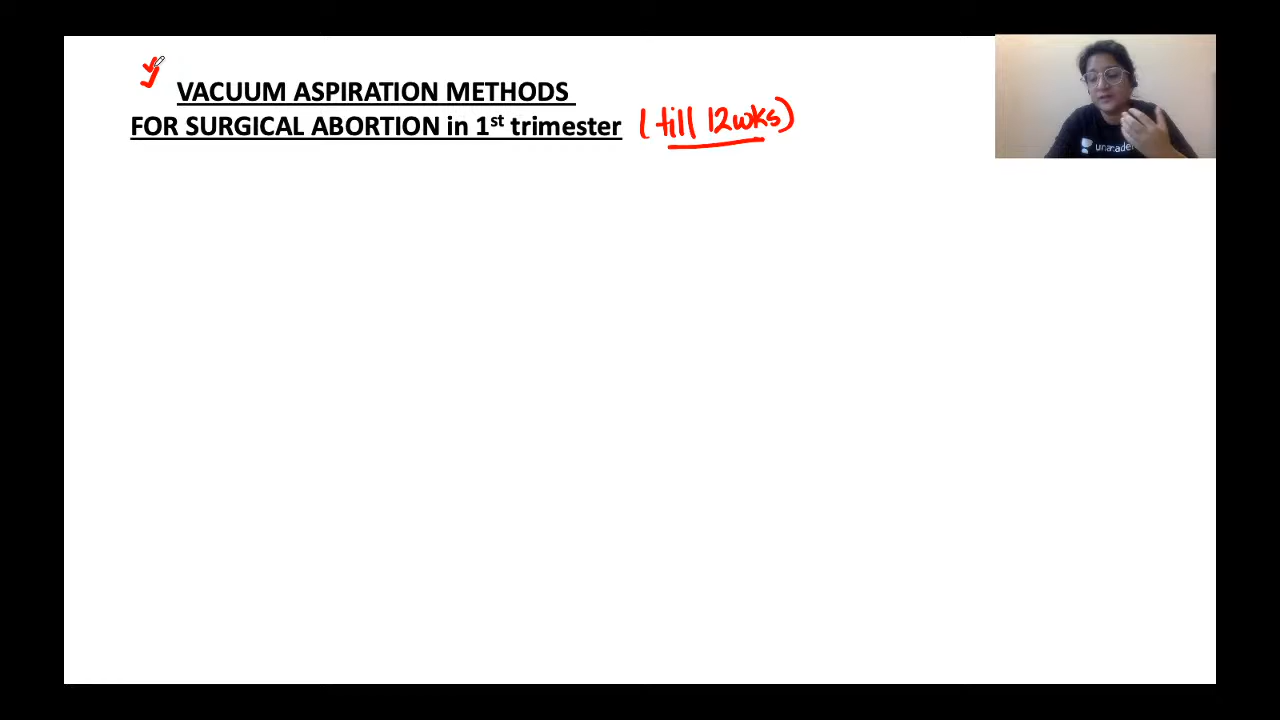 VACUUM ASPIRATION METHODS
FOR SURGICAL ABORTION in 1st trimester (till 12wks)